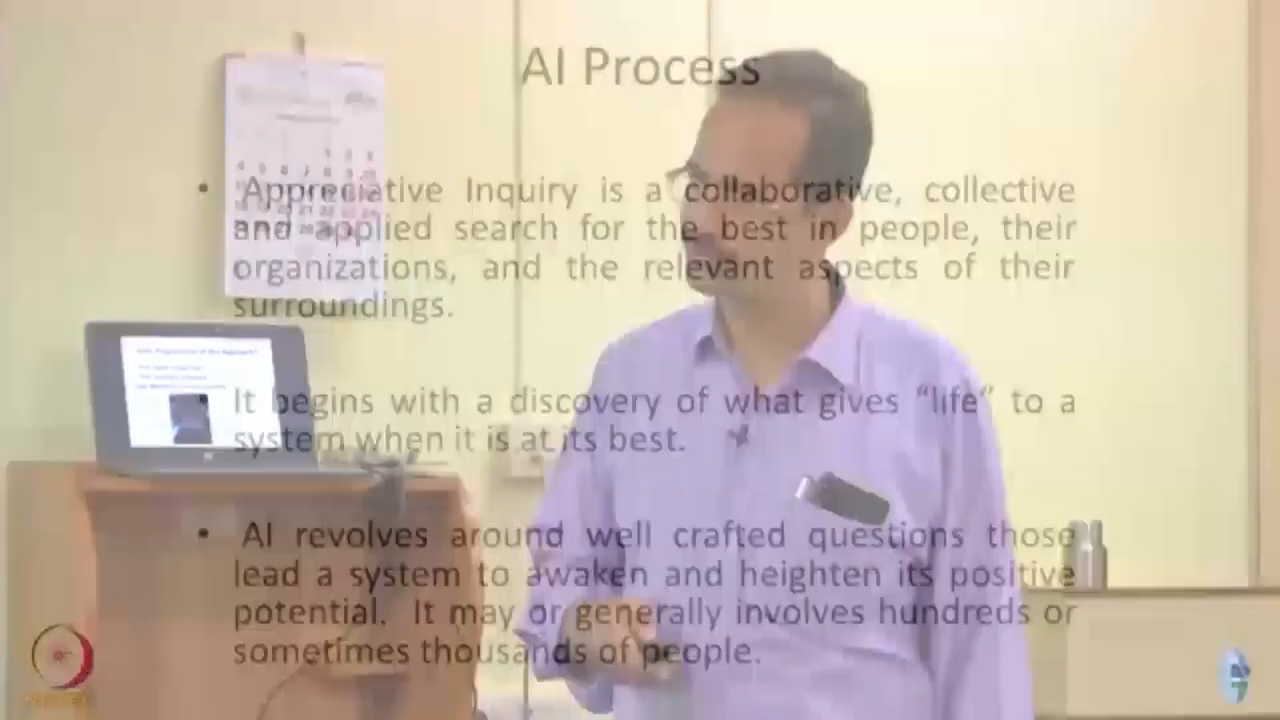 AI Process
• Appreciative Inquiry is a collaborative, collective
and applied search for the best in people, their
organizations, and the relevant aspects of their
surroundings.
It begins with a discovery of what gives “life” to a
system when it is at its best.
• AI revolves around well crafted questions those
lead a system to awaken and heighten its positive
potential. It may or generally involves hundreds or
sometimes thousands of people.